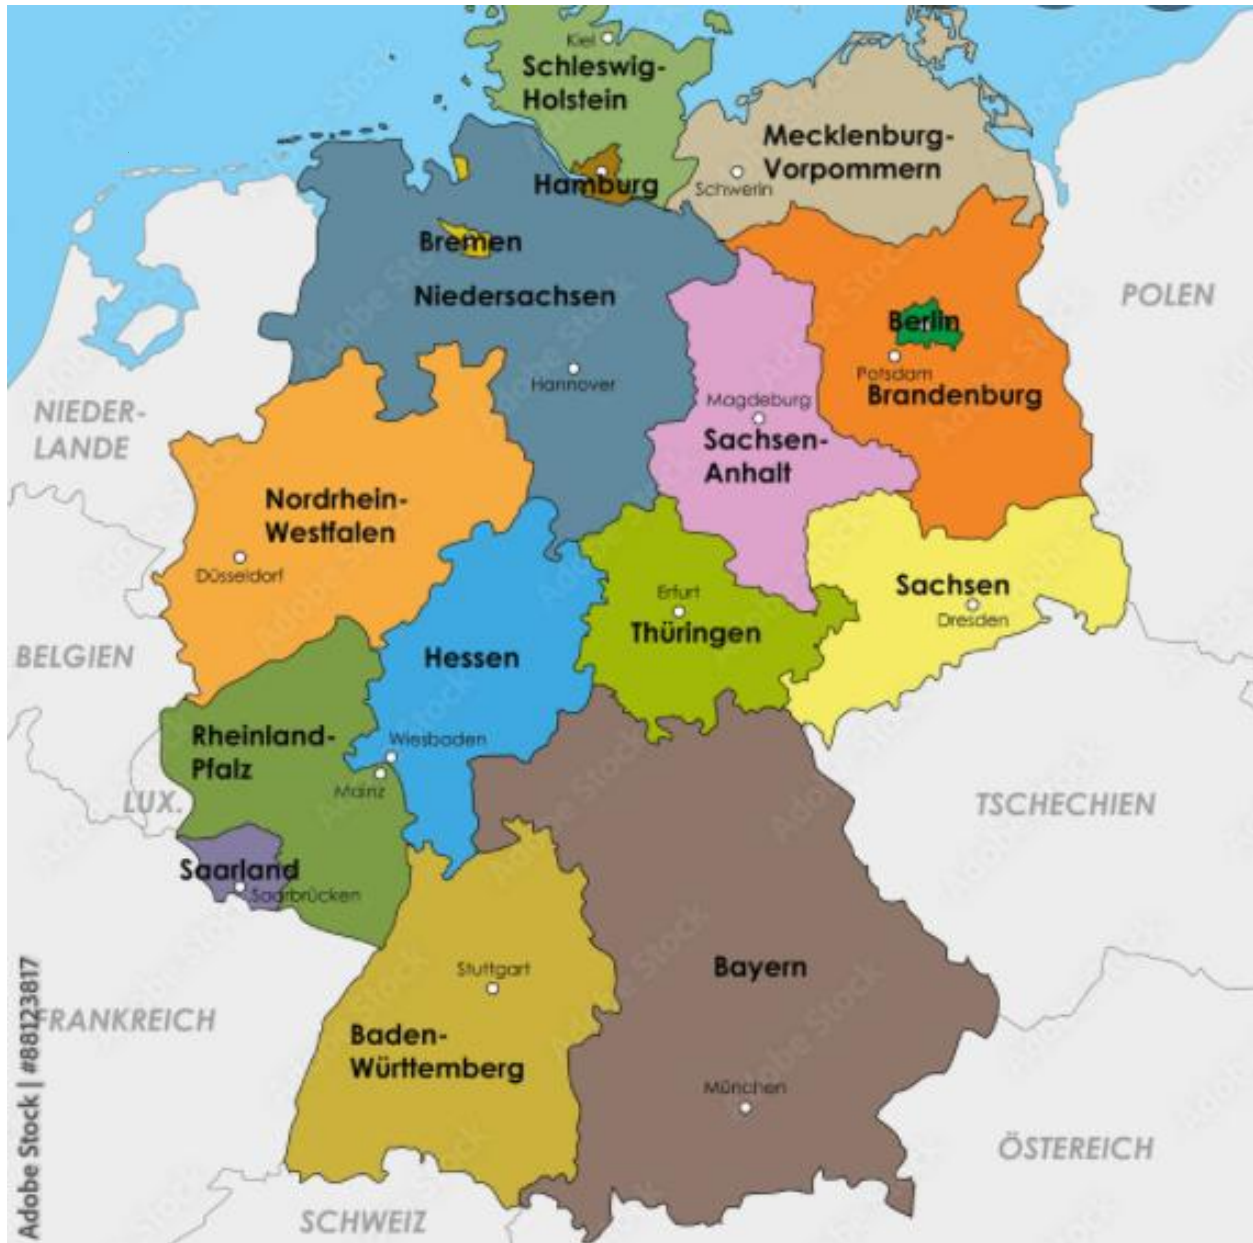 Kiel
Schleswig-
Holstein
Mecklenburg-
Vorpommern
Schwerin
Hamburg
Bremen
Niedersachsen
Hannover
POLEN
Berlin
Potsdam
Brandenburg
Magdeburg
Sachsen-
Anhalt
NIEDER-
LANDE
Nordrhein-
Westfalen
Düsseldorf
Sachsen
Dresden
Erfurt
Thüringen
BELGIEN
Hessen
Rheinland-
Pfalz
Wiesbaden
Mainz
LUX.
TSCHECHIEN
Saarland
Saarbrücken
Stuttgart
Bayern
FRANKREICH
Baden-
Württemberg
München
ÖSTEREICH
SCHWEIZ
Adobe Stock | #88123817
Adobe Stock